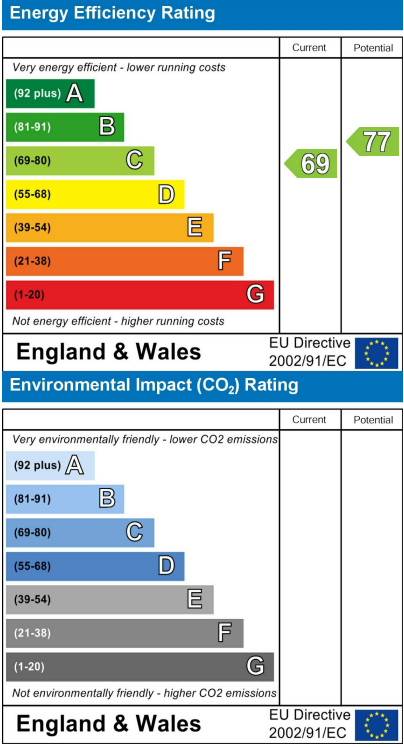 Energy Efficiency Rating
Current Potential
Very energy efficient - lower running costs
(92 plus) A
(81-91) B
(69-80) C
(55-68) D
(39-54) E
(21-38) F
(1-20) G
69
77
Not energy efficient - higher running costs
England & Wales
EU Directive
2002/91/EC
Environmental Impact (CO₂) Rating
Current Potential
Very environmentally friendly - lower CO2 emissions
(92 plus) A
(81-91) B
(69-80) C
(55-68) D
(39-54) E
(21-38) F
(1-20) G
Not environmentally friendly - higher CO2 emissions
England & Wales
EU Directive
2002/91/EC